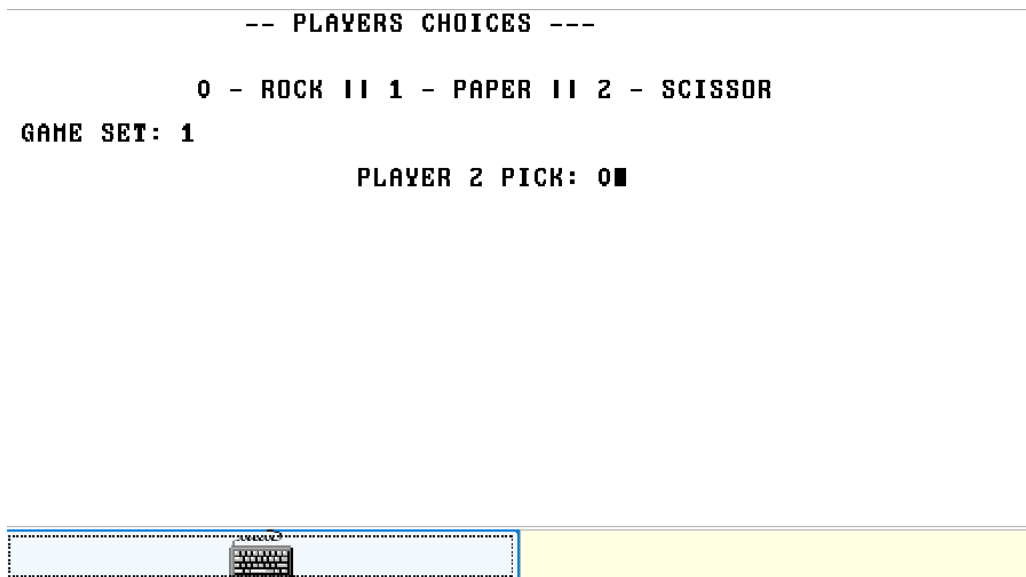 -- PLAYERS CHOICES ---
0 - ROCK || 1 - PAPER || 2 - SCISSOR
GAME SET: 1
PLAYER 2 PICK: 0